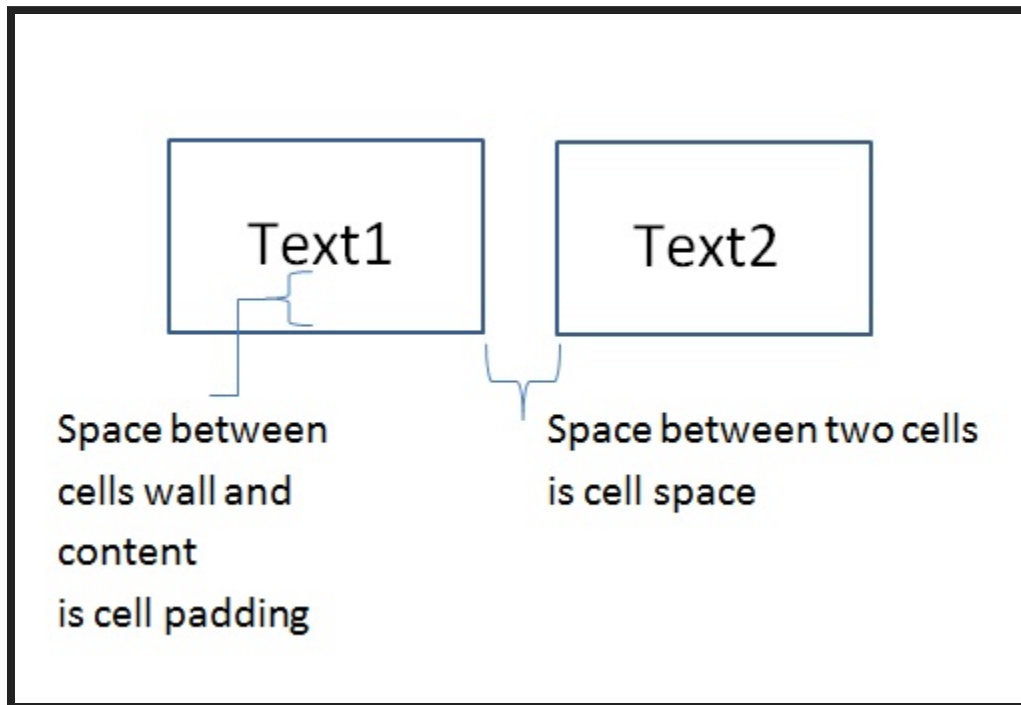 Text1
Text2
Space between
cells wall and
content
is cell padding
Space between two cells
is cell space